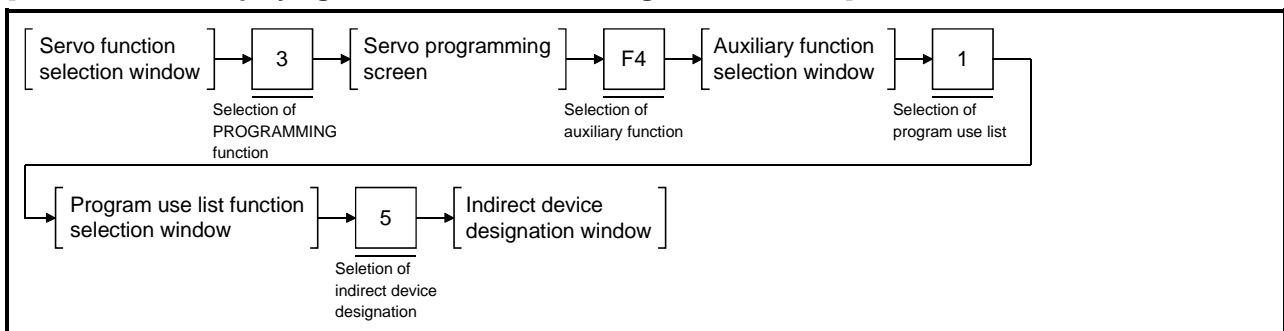 Servo function
selection window
3
Servo programming
screen
F4
Auxiliary function
selection window
1
Selection of
PROGRAMMING
function
Selection of
auxiliary function
Selection of
program use list
Program use list function
selection window
5
Indirect device
designation window
Seletion of
indirect device
designation